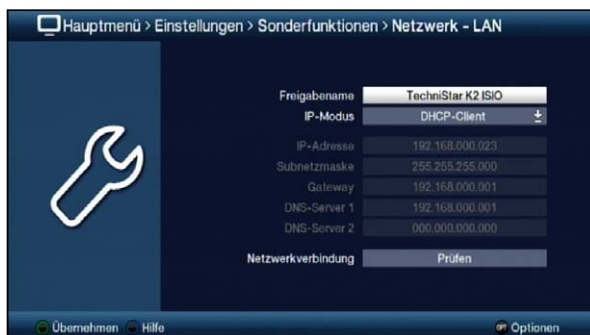 Hauptmenü > Einstellungen > Sonderfunktionen > Netzwerk - LAN
Freigabename TechniStar K2 ISIO
IP-Modus DHCP-Client
IP-Adresse 192.168.000.023
Subnetzmaske 255.255.255.000
Gateway 192.168.000.001
DNS-Server 1 192.168.000.001
DNS-Server 2 000.000.000.000
Netzwerkverbindung Prüfen
Übernehmen Hilfe OPT Optionen